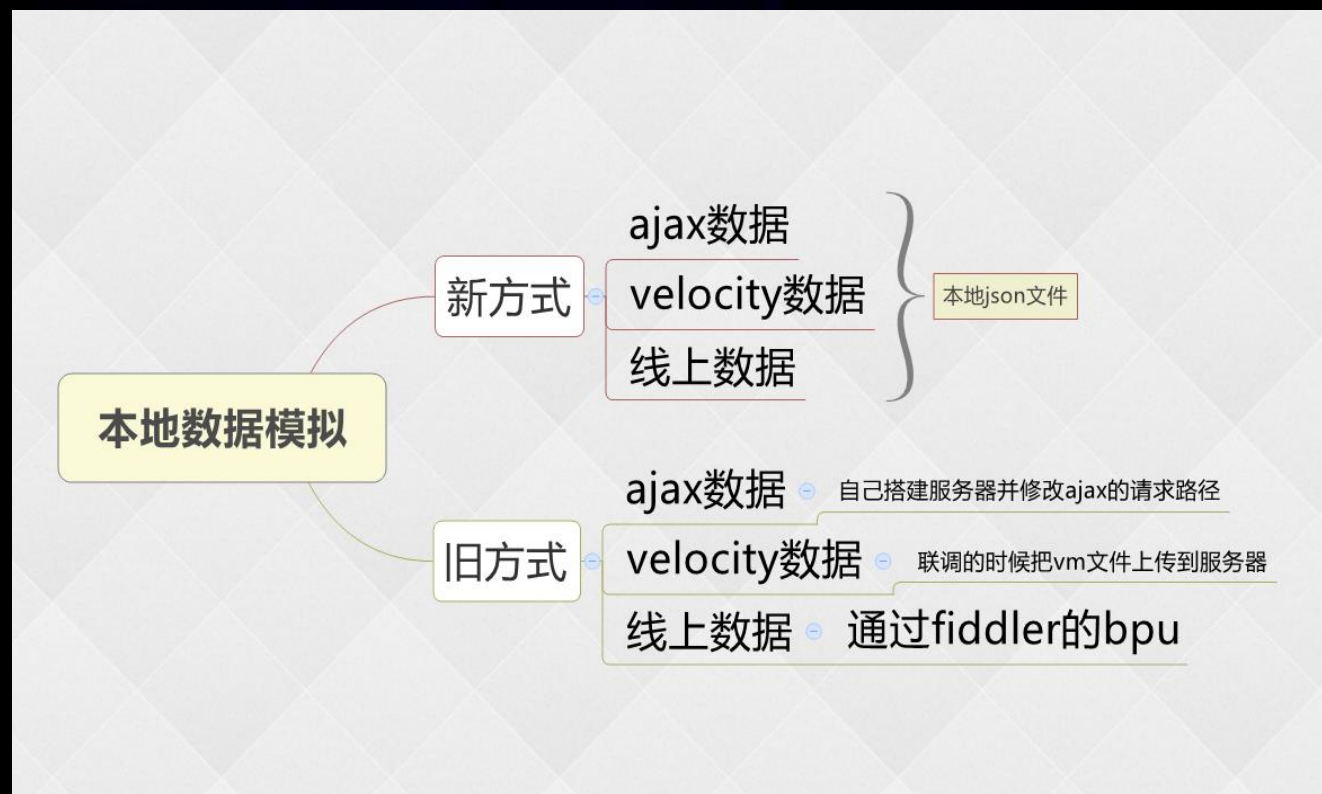 本地数据模拟
新方式
ajax数据
velocity数据
线上数据
本地json文件
旧方式
ajax数据
自己搭建服务器并修改ajax的请求路径
velocity数据
联调的时候把vm文件上传到服务器
线上数据
通过fiddler的bpu